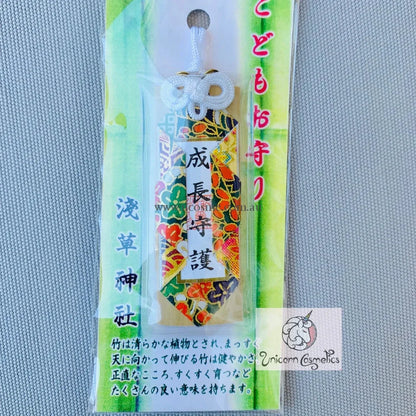 こどもお守り
成長守護
淺草神社
竹は清らかな植物とされ、まっすぐ
天に向かって伸びる竹は健やかさ、
正直なこころ、すくすく育つなど
たくさんの良い意味を持ちます。
Unicorn Cosmetics